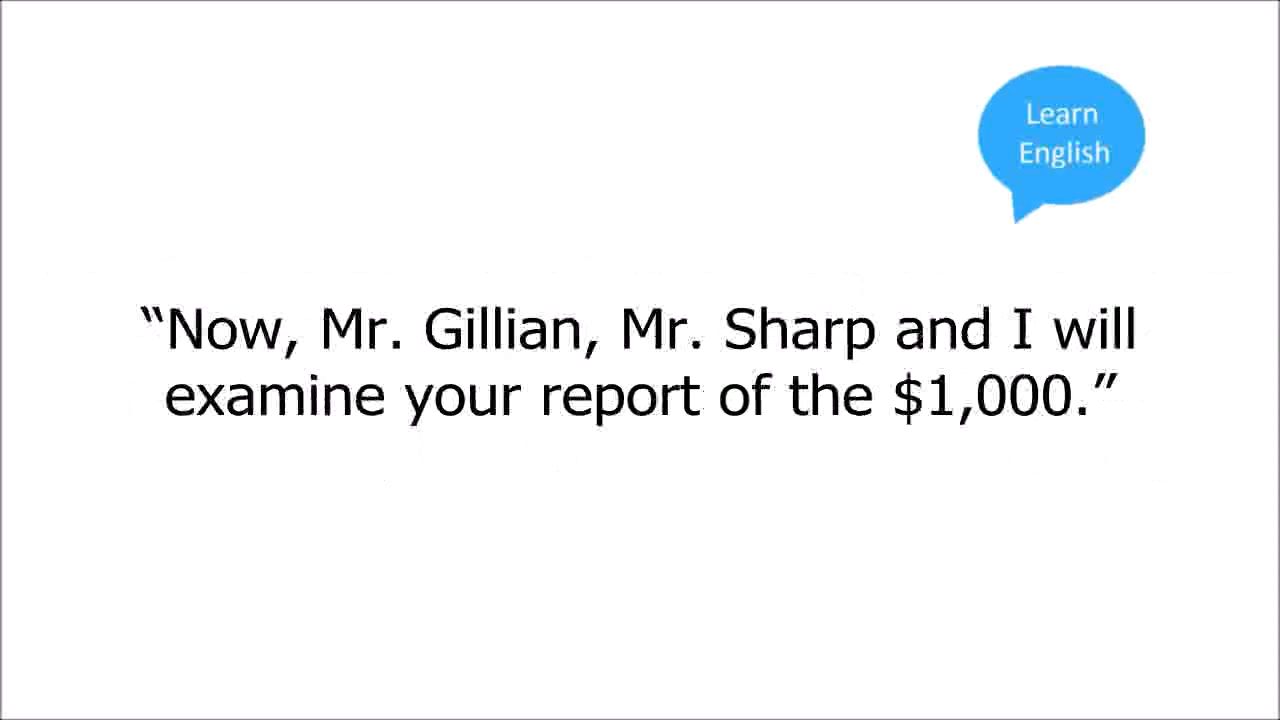 Learn
English
“Now, Mr. Gillian, Mr. Sharp and I will
examine your report of the $1,000.”